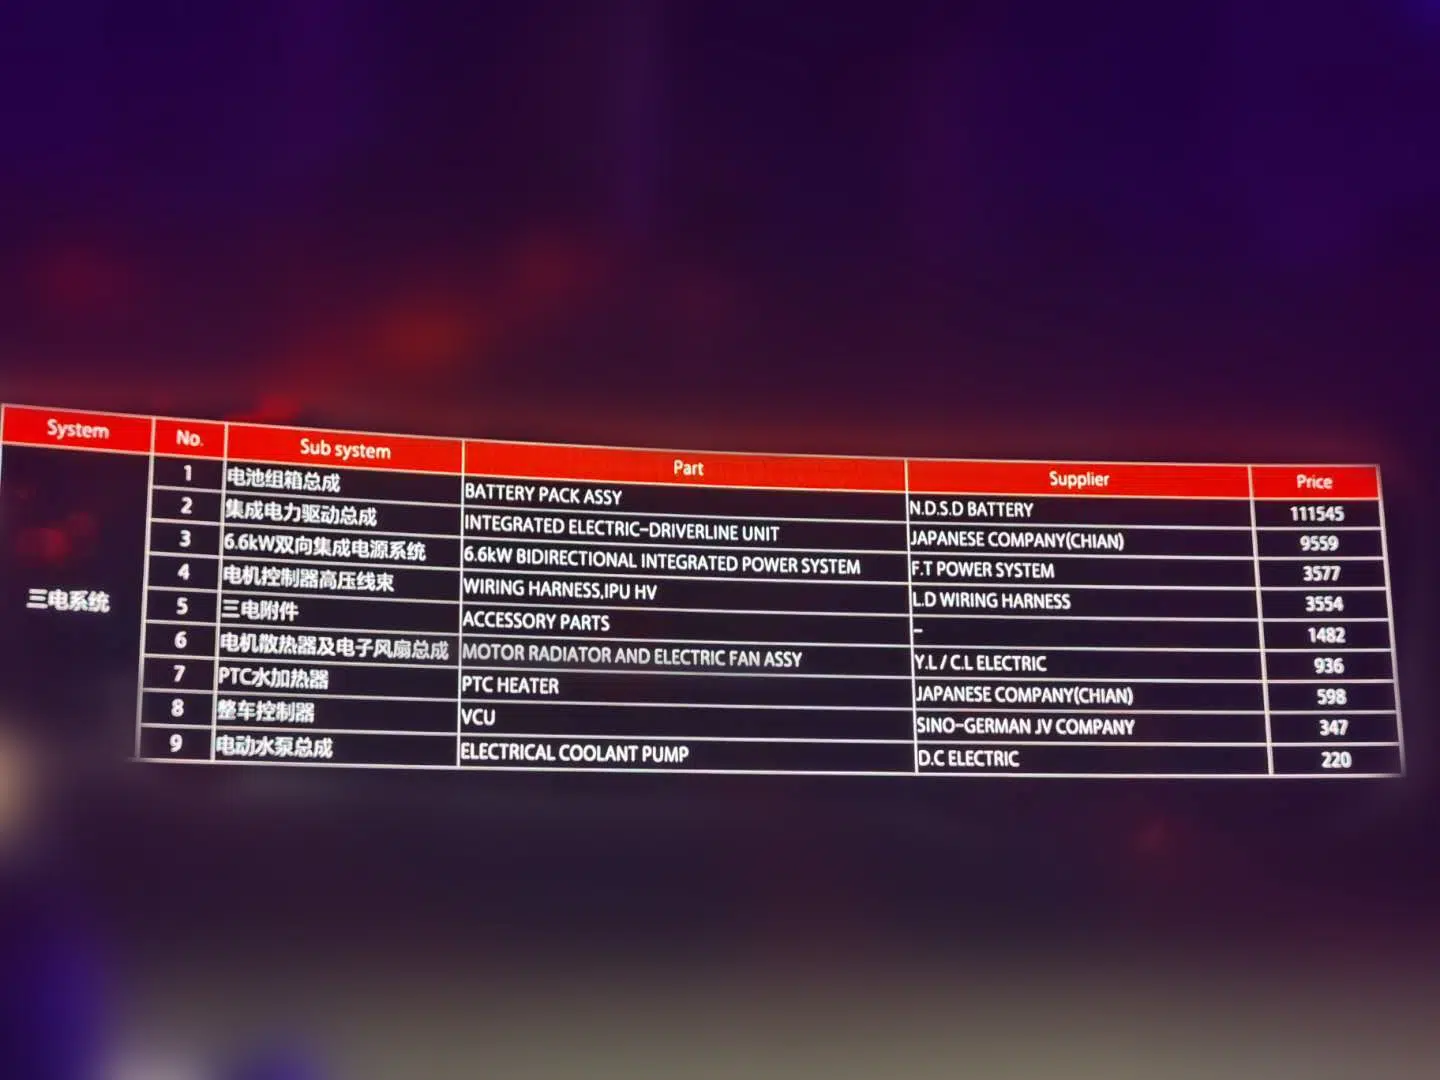 System No. Sub system Part Supplier Price
三电系统
1 电池组箱总成 BATTERY PACK ASSY N.D.S.D BATTERY 111545
2 集成电力驱动总成 INTEGRATED ELECTRIC-DRIVERLINE UNIT JAPANESE COMPANY(CHIAN) 9559
3 6.6kW双向集成电源系统 6.6kW BIDIRECTIONAL INTEGRATED POWER SYSTEM F.T POWER SYSTEM 3577
4 电机控制器高压线束 WIRING HARNESS,IPU HV L.D WIRING HARNESS 3554
5 三电附件 ACCESSORY PARTS - 1482
6 电机散热器及电子风扇总成 MOTOR RADIATOR AND ELECTRIC FAN ASSY Y.L / C.L ELECTRIC 936
7 PTC水加热器 PTC HEATER JAPANESE COMPANY(CHIAN) 598
8 整车控制器 VCU SINO-GERMAN JV COMPANY 347
9 电动水泵总成 ELECTRICAL COOLANT PUMP D.C ELECTRIC 220